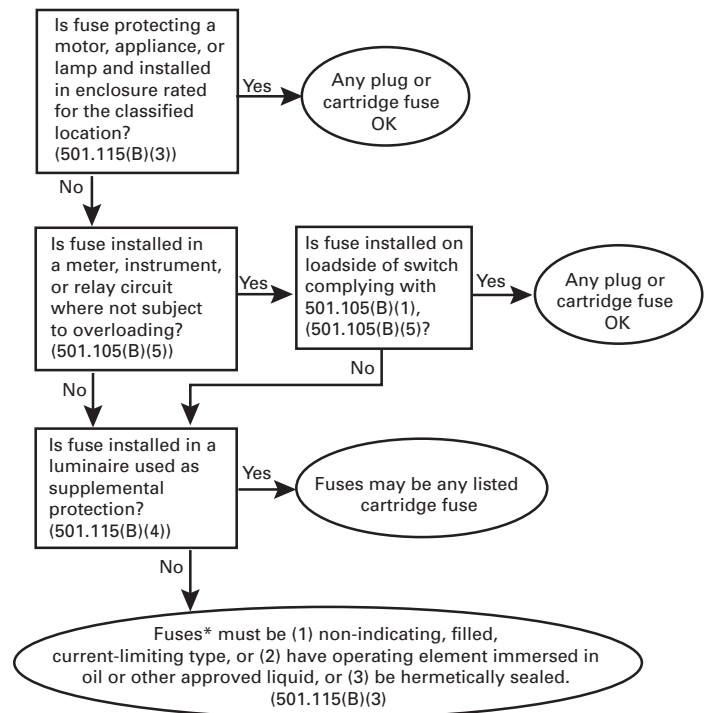 Is fuse protecting a
motor, appliance, or
lamp and installed
in enclosure rated
for the classified
location?
(501.115(B)(3))
Yes
Any plug or
cartridge fuse
OK
No
Is fuse installed in
a meter, instrument,
or relay circuit
where not subject
to overloading?
(501.105(B)(5))
Yes
Is fuse installed on
loadside of switch
complying with
501.105(B)(1),
(501.105(B)(5)?
Yes
Any plug or
cartridge fuse
OK
No
No
Is fuse installed in a
luminaire used as
supplemental
protection?
(501.115(B)(4))
Yes
Fuses may be any listed
cartridge fuse
No
Fuses* must be (1) non-indicating, filled,
current-limiting type, or (2) have operating element immersed in
oil or other approved liquid, or (3) be hermetically sealed.
(501.115(B)(3)